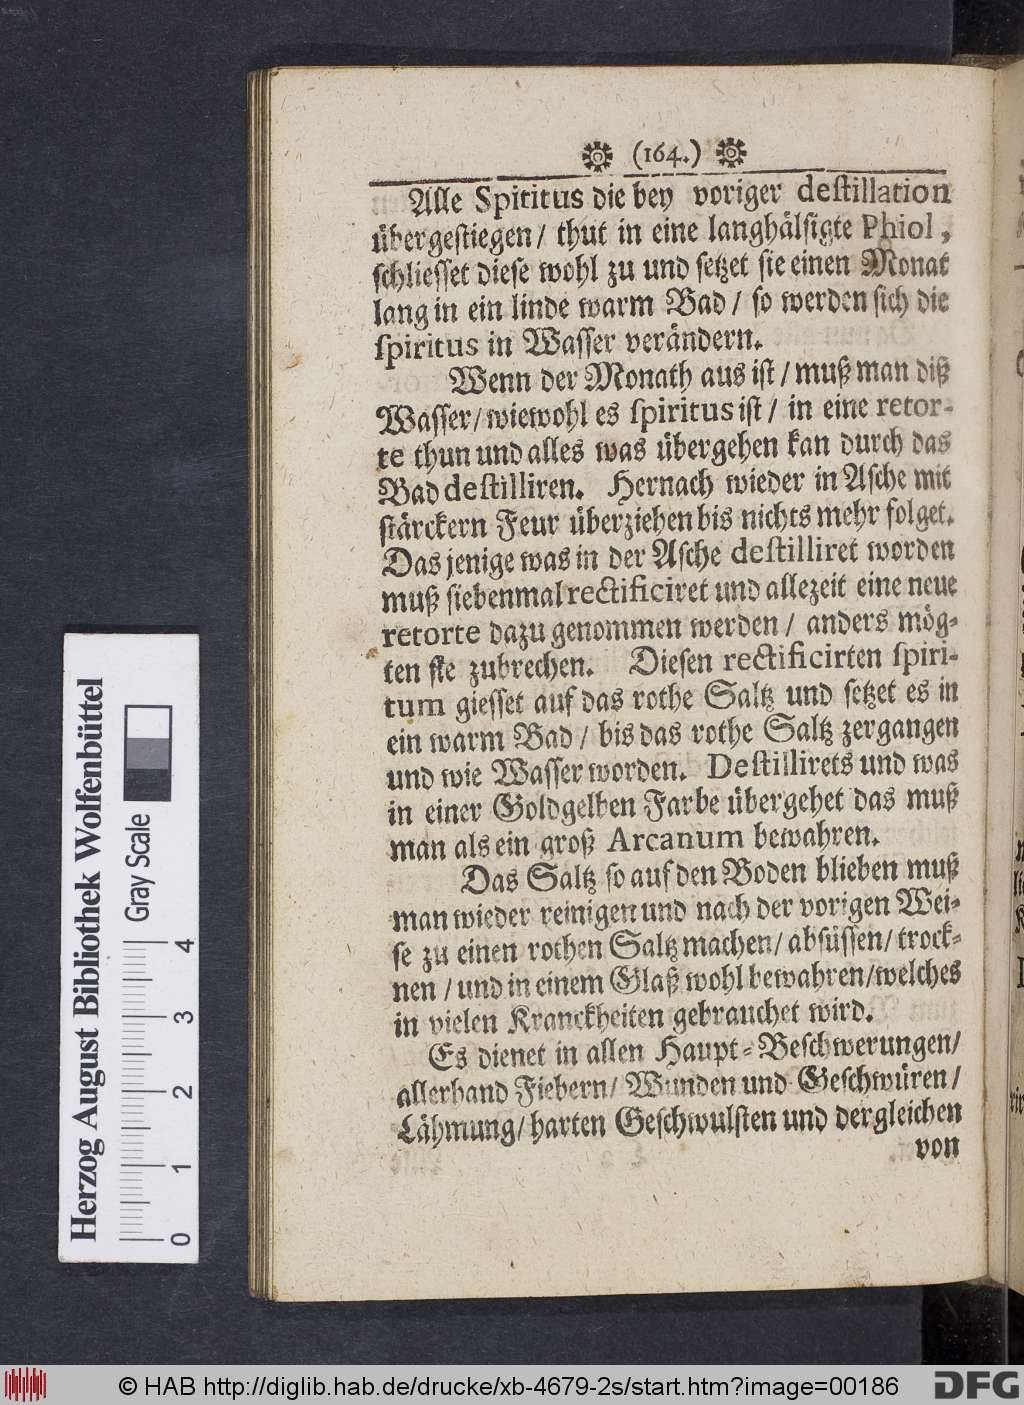 (164.)
Alle Spititus die bey voriger destillation
übergestiegen/ thut in eine langhälsigte Phiol,
schliesset diese wohl zu und setzet sie einen Monat
lang in ein linde warm Bad / so werden sich die
spiritus in Wasser verändern.
Wenn der Monath aus ist / muß man diß
Wasser/ wiewohl es spiritus ist / in eine retor-
te thun und alles was übergehen kan durch das
Bad destilliren. Hernach wieder in Asche mit
stärckern Feur überziehen bis nichts mehr folget.
Das jenige was in der Asche destilliret worden
muß siebenmal rectificiret und allezeit eine neue
retorte dazu genommen werden / anders mög-
ten sie zubrechen. Diesen rectificirten spiri-
tum giesset auf das rothe Saltz und setzet es in
ein warm Bad / bis das rothe Saltz zergangen
und wie Wasser worden. Destillirets und was
in einer Goldgelben Farbe übergehet das muß
man als ein groß Arcanum bewahren.
Das Saltz so auf den Boden blieben muß
man wieder reinigen und nach der vorigen Wei-
se zu einen rothen Saltz machen/ absüssen/ trock-
nen / und in einem Glaß wohl bewahren/welches
in vielen Kranckheiten gebrauchet wird.
Es dienet in allen Haupt-Beschwerungen/
allerhand Fiebern/ Wunden und Geschwüren /
Lähmung/ harten Geschwulsten und dergleichen
von
Herzog August Bibliothek Wolfenbüttel
Gray Scale
0 1 2 3 4
© HAB http://diglib.hab.de/drucke/xb-4679-2s/start.htm?image=00186
DFG